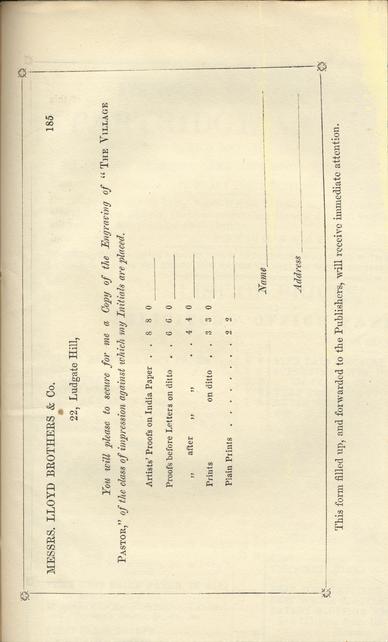 MESSRS. LLOYD BROTHERS & Co. 185
22, Ludgate Hill,
You will please to secure for me a Copy of the Engraving of "The Village
Pastor," of the class of impression against which my Initials are placed.
Artists' Proofs on India Paper . . 8 8 0
Proofs before Letters on ditto . . 6 6 0
„ after „ „ . . 4 4 0
Prints on ditto . . 3 3 0
Plain Prints . . . . . . . . 2 2
Name
Address
This form filled up, and forwarded to the Publishers, will receive immediate attention.